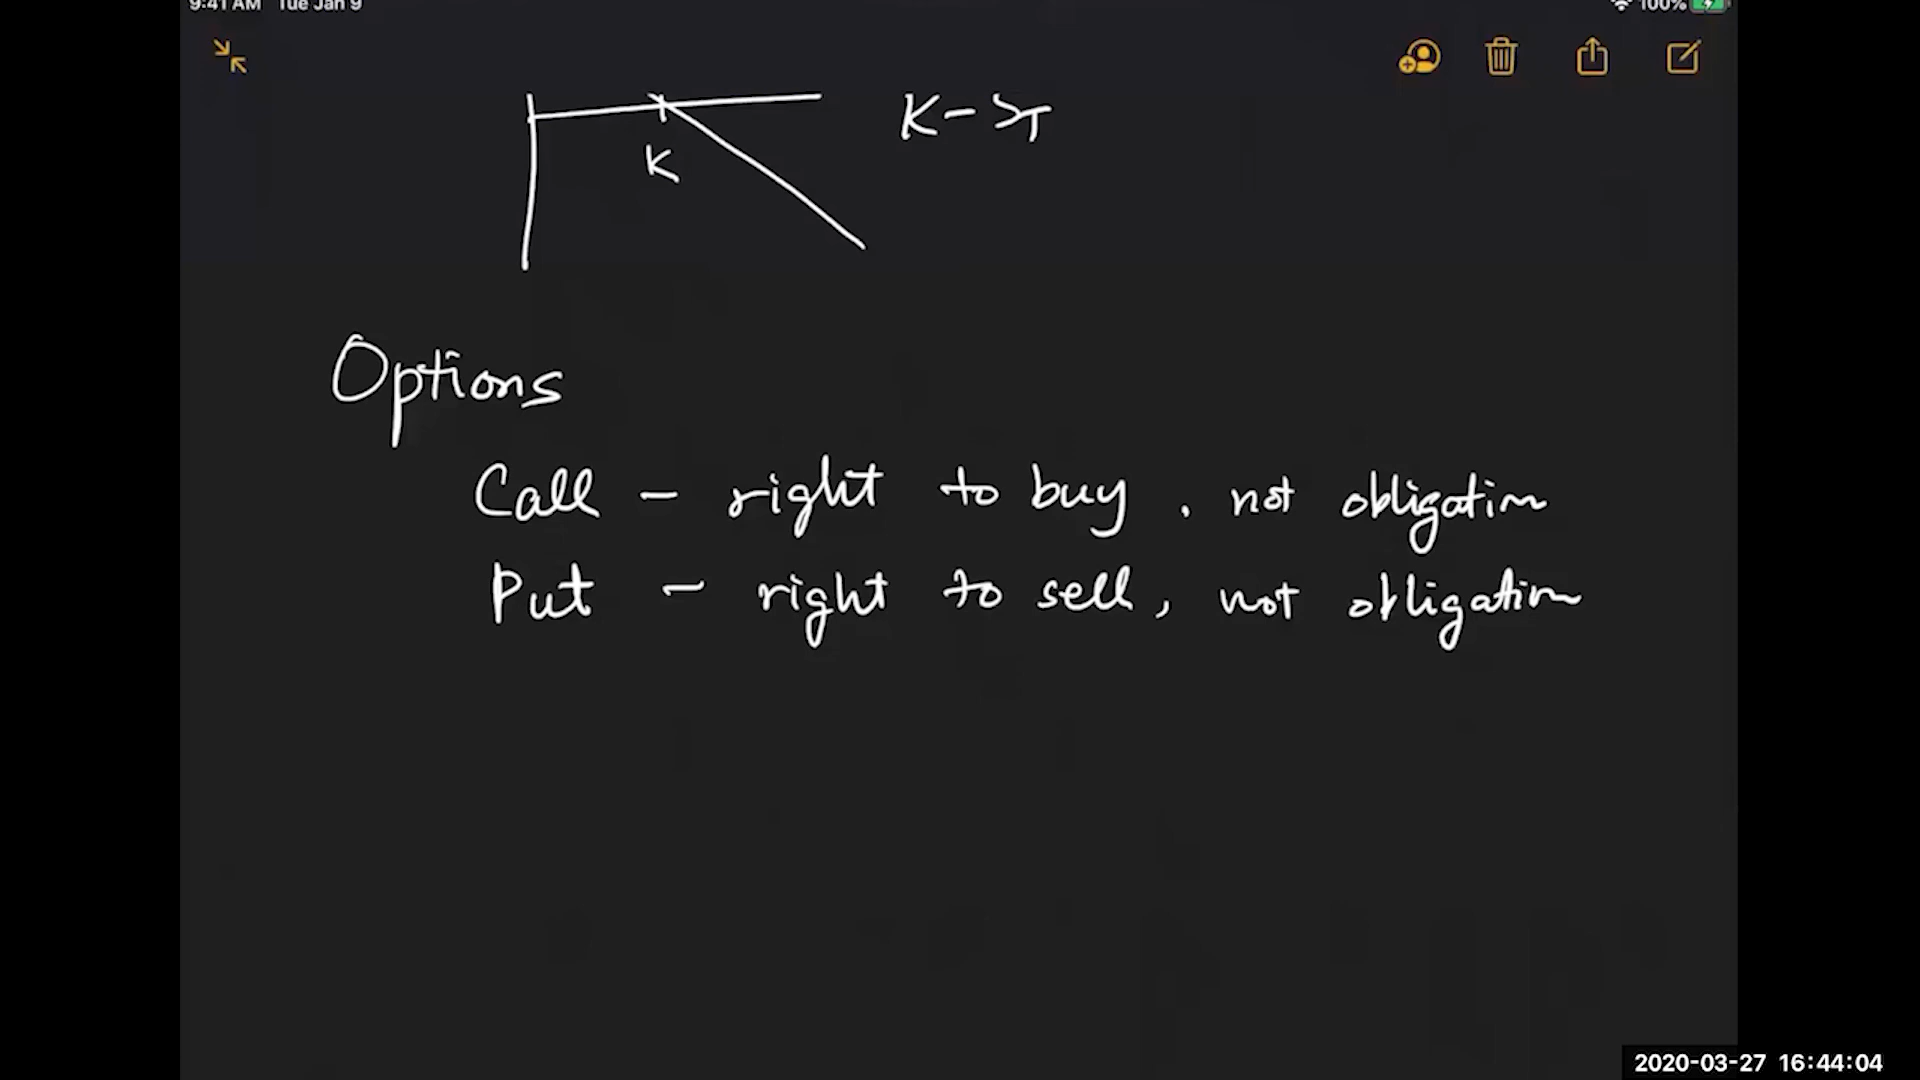 9:41 AM Tue Jan 9 100%
K - S_T
K
Options
Call - right to buy, not obligation
Put - right to sell, not obligation
2020-03-27 16:44:04